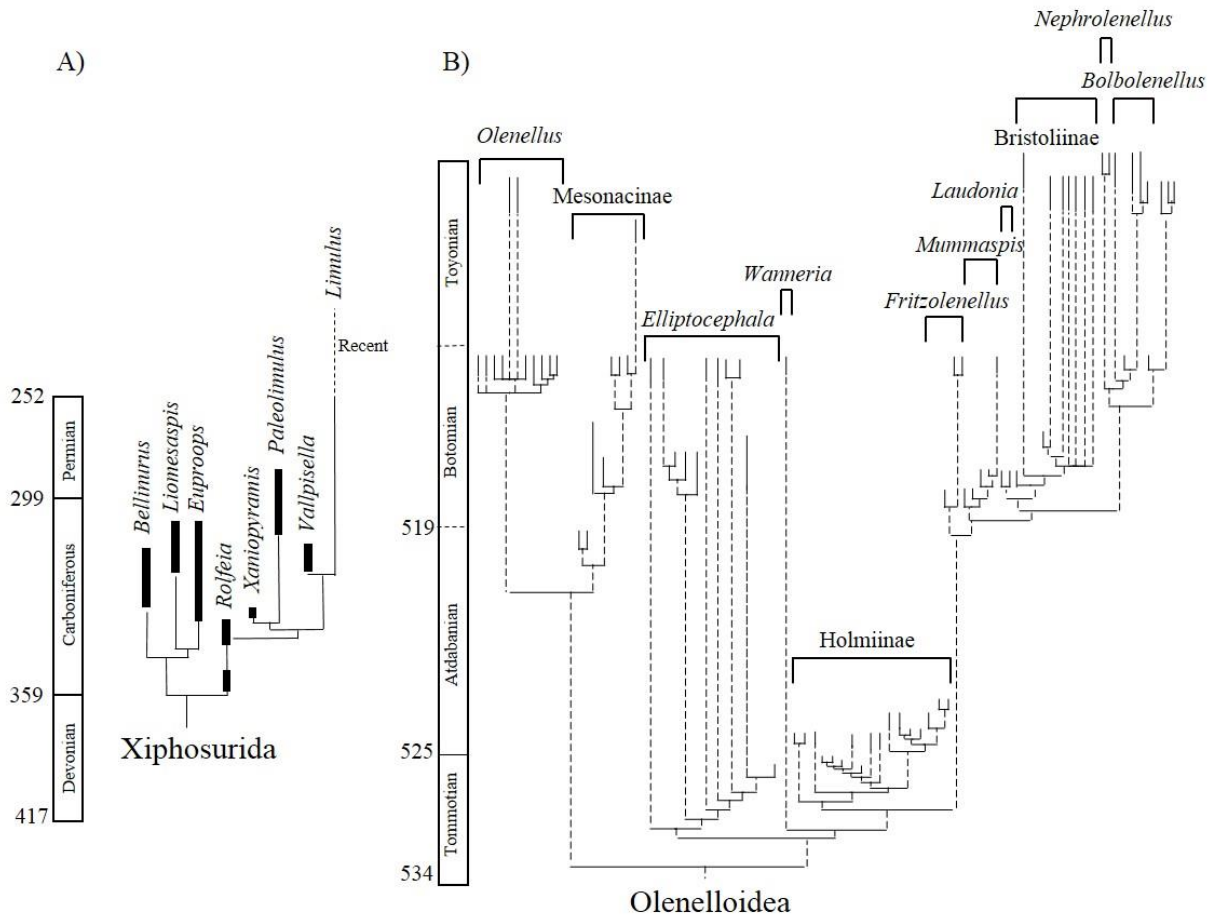 A)
Limulus
Recent
252
Permian
Paleolimulus
299
Bellinurus
Liomesaspis
Euproops
Rolfeia
Xaniopyramis
Vallpisella
Carboniferous
359
Devonian
417
Xiphosurida
B)
Nephrolenellus
Bolbolenellus
Olenellus
Bristoliinae
Mesonacinae
Laudonia
Toyonian
Mummaspis
Wanneria
Fritzolenellus
Elliptocephala
Botomian
519
Atdabanian
Holmiinae
525
Tommotian
534
Olenelloidea